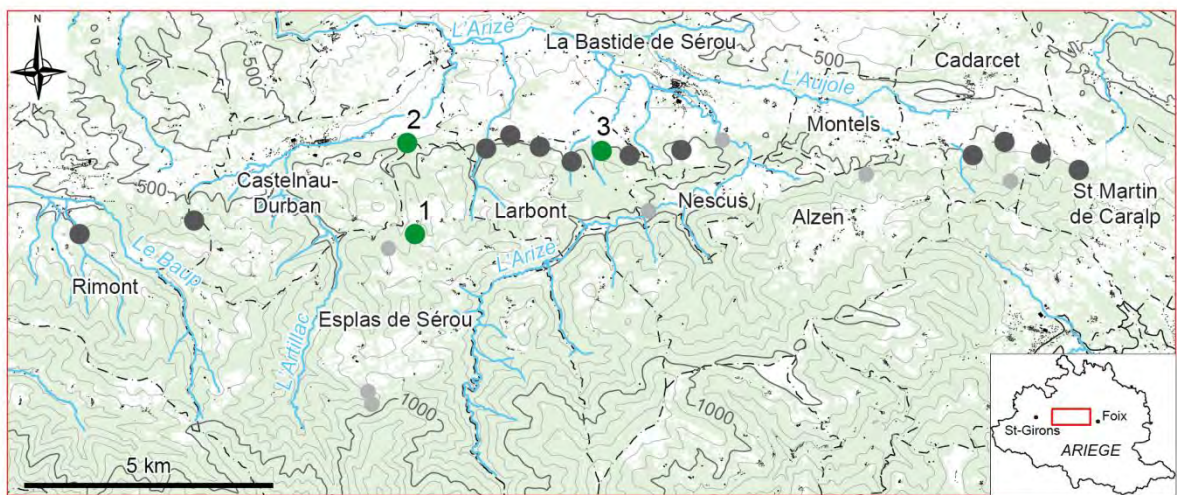 N
L'Arize
La Bastide de Sérou
Cadarcet
500
L'Aujole
2
3
Montels
500
Castelnau-
Durban
1
Larbont
Nescus
Alzen
St Martin
de Caralp
Le Baup
L'Arize
Rimont
Esplas de Sérou
L'Artillac
1000
1000
5 km
St-Girons
Foix
ARIEGE